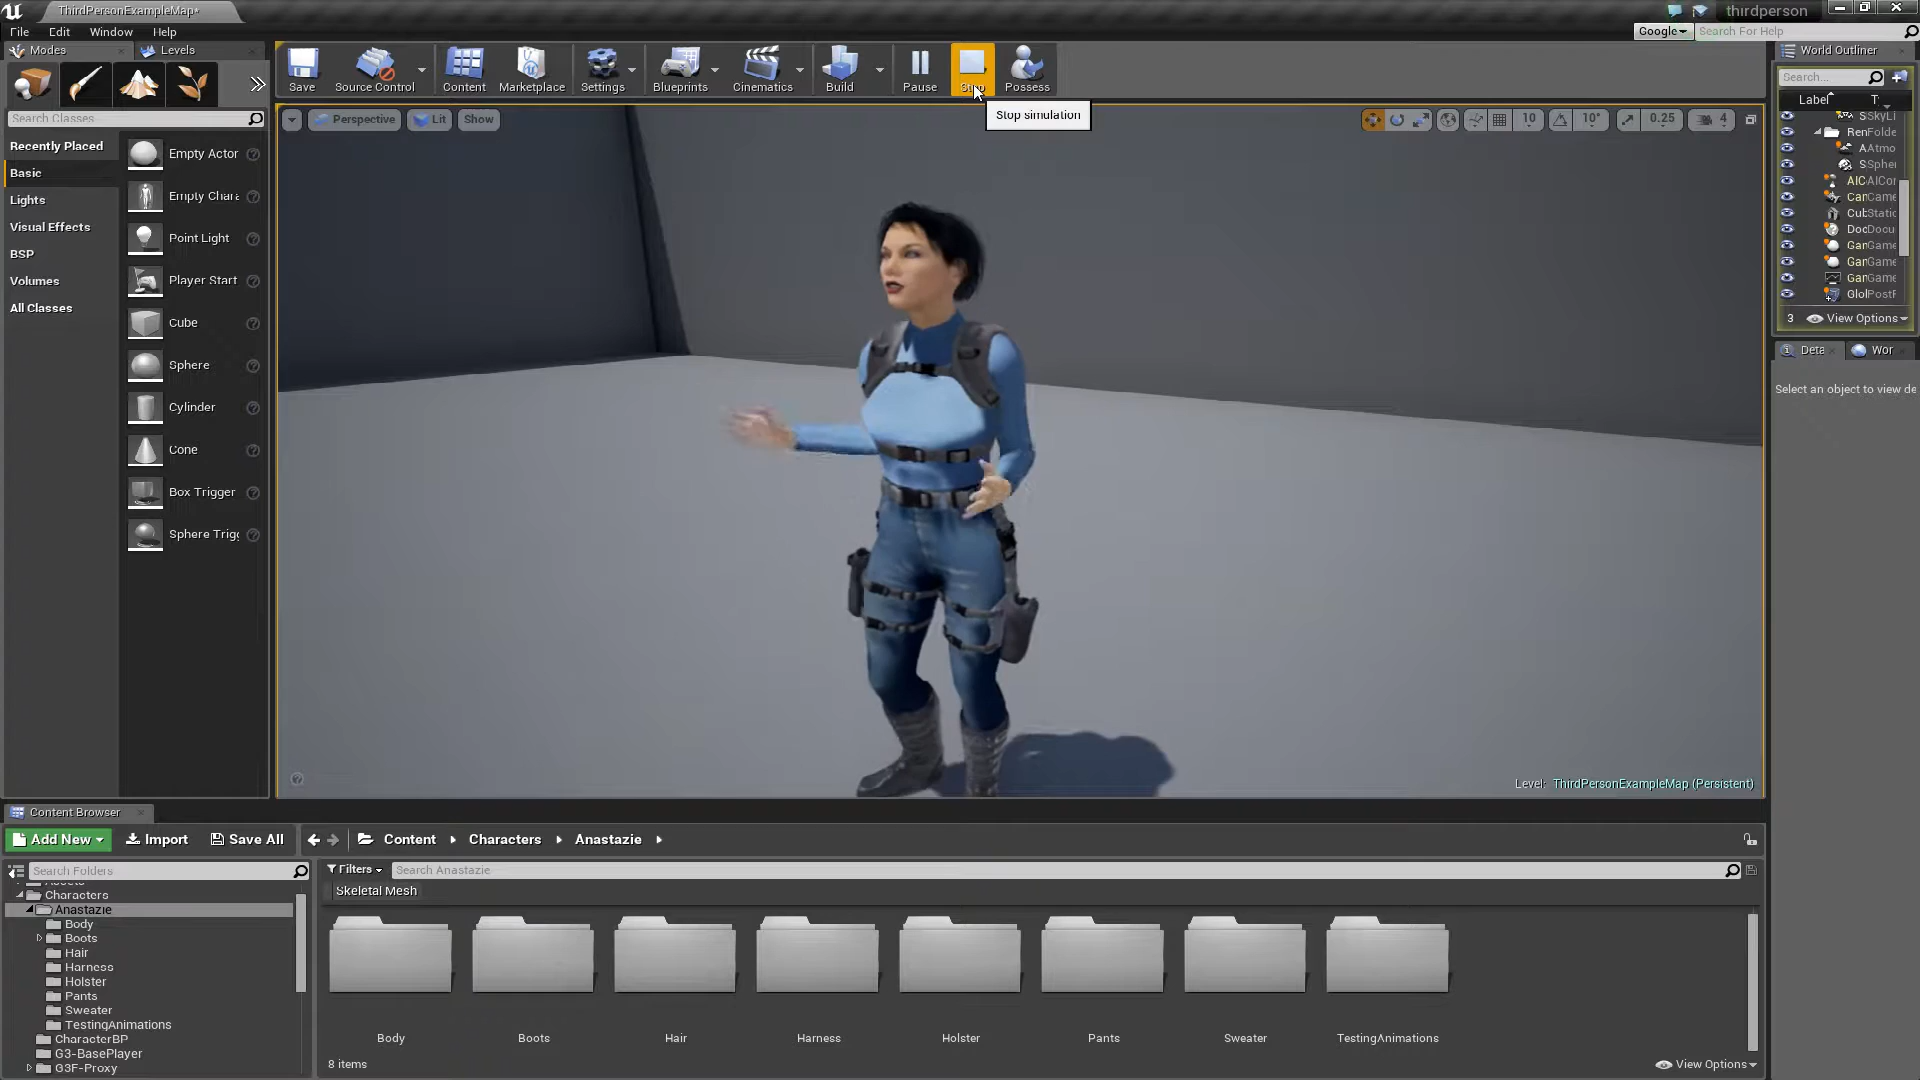 ThirdPersonExampleMap*
thirdperson
File Edit Window Help
Google
Search For Help
Modes
Levels
World Outliner
Save
Source Control
Content
Marketplace
Settings
Blueprints
Cinematics
Build
Pause
Possess
Stop simulation
Search Classes
Recently Placed
Basic
Lights
Visual Effects
BSP
Volumes
All Classes
Empty Actor
Empty Chara
Point Light
Player Start
Cube
Sphere
Cylinder
Cone
Box Trigger
Sphere Trigg
Perspective
Lit
Show
10
10°
0.25
4
Search...
Label
T
SSkyLi
RenFolde
AAtmo
SSphe
AICAICor
CarCame
CubStatic
DocDocu
GarGame
GarGame
GarGame
GlolPostF
3 View Options
Deta
Wor
Select an object to view de
Level: ThirdPersonExampleMap (Persistent)
Content Browser
Add New
Import
Save All
Content
Characters
Anastazie
Search Folders
Characters
Anastazie
Body
Boots
Hair
Harness
Holster
Pants
Sweater
TestingAnimations
CharacterBP
G3-BasePlayer
G3F-Proxy
Filters
Search Anastazie
Skeletal Mesh
Body
Boots
Hair
Harness
Holster
Pants
Sweater
TestingAnimations
8 items
View Options